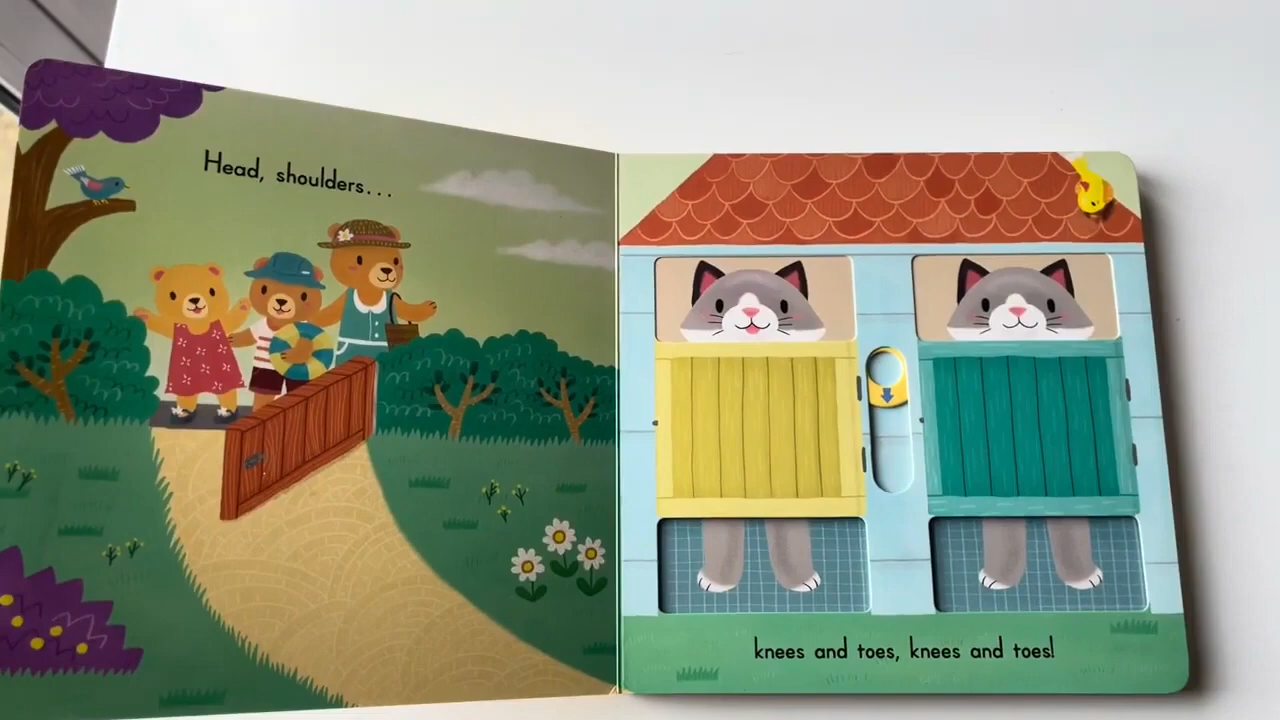 Head, shoulders...
knees and toes, knees and toes!